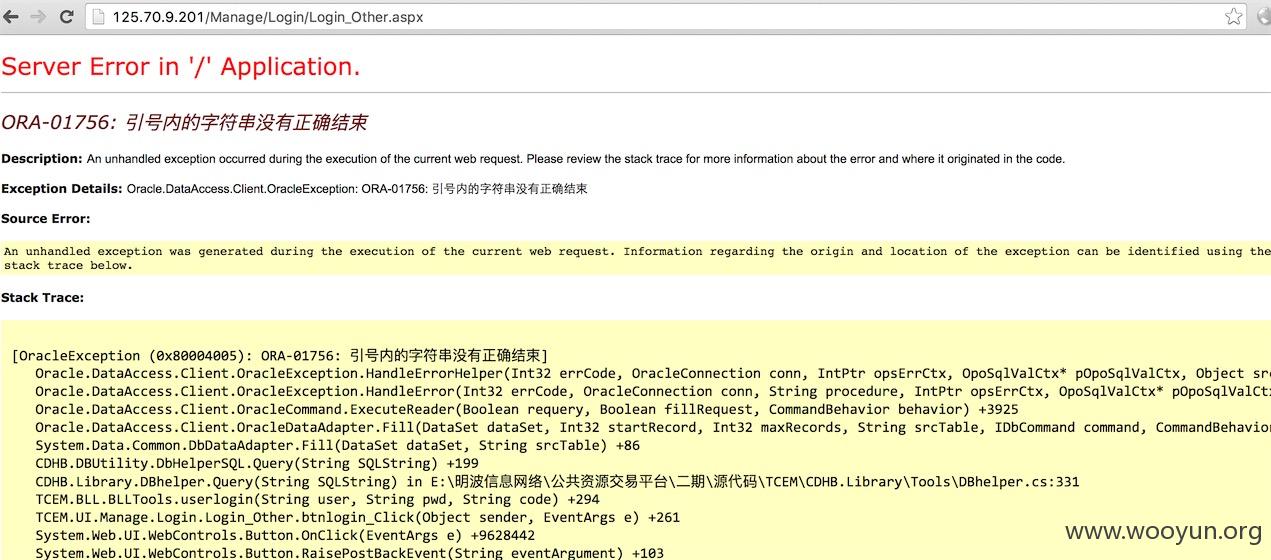 125.70.9.201/Manage/Login/Login_Other.aspx
Server Error in '/' Application.
ORA-01756: 引号内的字符串没有正确结束
Description: An unhandled exception occurred during the execution of the current web request. Please review the stack trace for more information about the error and where it originated in the code.
Exception Details: Oracle.DataAccess.Client.OracleException: ORA-01756: 引号内的字符串没有正确结束
Source Error:
An unhandled exception was generated during the execution of the current web request. Information regarding the origin and location of the exception can be identified using the
stack trace below.
Stack Trace:
[OracleException (0x80004005): ORA-01756: 引号内的字符串没有正确结束]
Oracle.DataAccess.Client.OracleException.HandleErrorHelper(Int32 errCode, OracleConnection conn, IntPtr opsErrCtx, OpoSqlValCtx* pOpoSqlValCtx, Object src
Oracle.DataAccess.Client.OracleException.HandleError(Int32 errCode, OracleConnection conn, String procedure, IntPtr opsErrCtx, OpoSqlValCtx* pOpoSqlValCtx
Oracle.DataAccess.Client.OracleCommand.ExecuteReader(Boolean requery, Boolean fillRequest, CommandBehavior behavior) +3925
Oracle.DataAccess.Client.OracleDataAdapter.Fill(DataSet dataSet, Int32 startRecord, Int32 maxRecords, String srcTable, IDbCommand command, CommandBehavior
System.Data.Common.DbDataAdapter.Fill(DataSet dataSet, String srcTable) +86
CDHB.DBUtility.DbHelperSQL.Query(String SQLString) +199
CDHB.Library.DBhelper.Query(String SQLString) in E:\明波信息网络\公共资源交易平台\二期\源代码\TCEM\CDHB.Library\Tools\DBhelper.cs:331
TCEM.BLL.BLLTools.userlogin(String user, String pwd, String code) +294
TCEM.UI.Manage.Login.Login_Other.btnlogin_Click(Object sender, EventArgs e) +261
System.Web.UI.WebControls.Button.OnClick(EventArgs e) +9628442
System.Web.UI.WebControls.Button.RaisePostBackEvent(String eventArgument) +103
www.wooyun.org